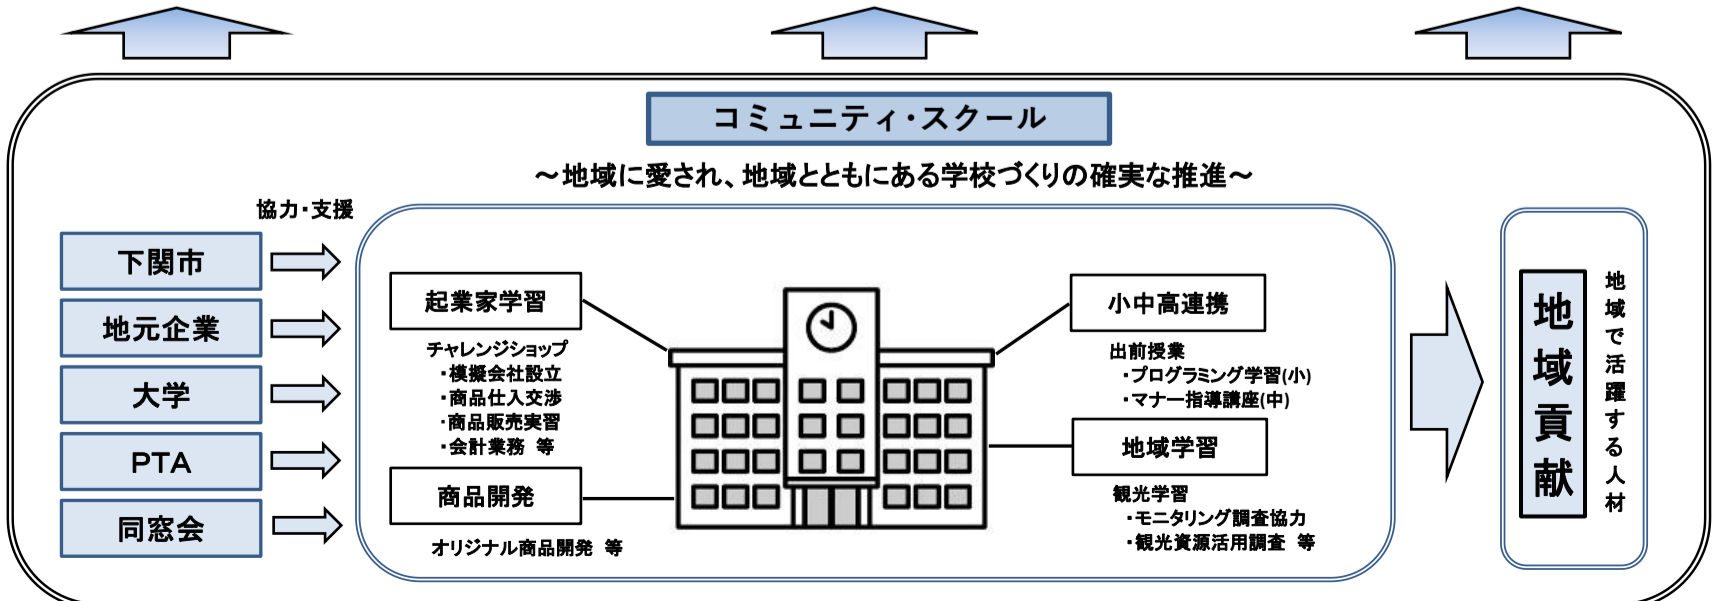 コミュニティ・スクール
～地域に愛され、地域とともにある学校づくりの確実な推進～
協力・支援
下関市
地元企業
大学
PTA
同窓会
起業家学習
チャレンジショップ
・模擬会社設立
・商品仕入交渉
・商品販売実習
・会計業務 等
商品開発
オリジナル商品開発 等
小中高連携
出前授業
・プログラミング学習(小)
・マナー指導講座(中)
地域学習
観光学習
・モニタリング調査協力
・観光資源活用調査 等
地域貢献
地域で活躍する人材